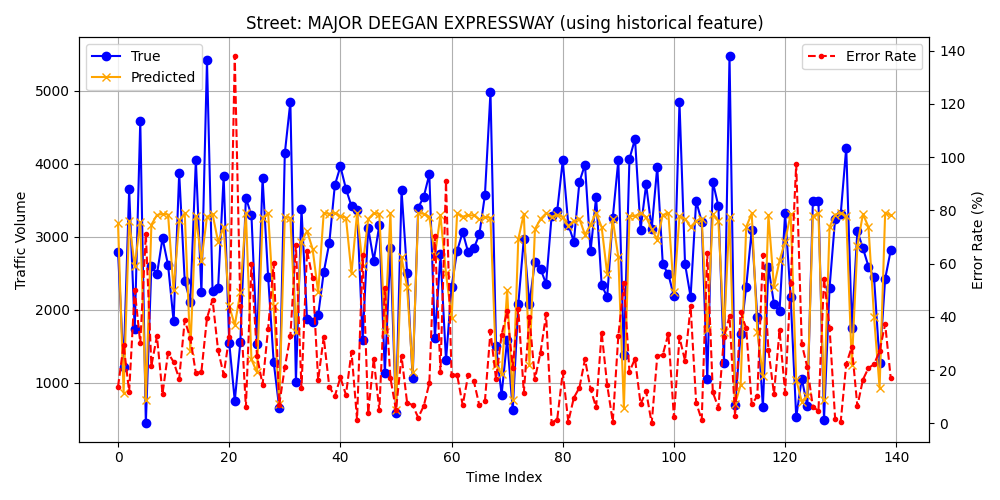 Street: MAJOR DEEGAN EXPRESSWAY (using historical feature)
True
Predicted
Error Rate
Traffic Volume
5000
4000
3000
2000
1000
140
120
100
80
60
40
20
0
Error Rate (%)
0 20 40 60 80 100 120 140
Time Index